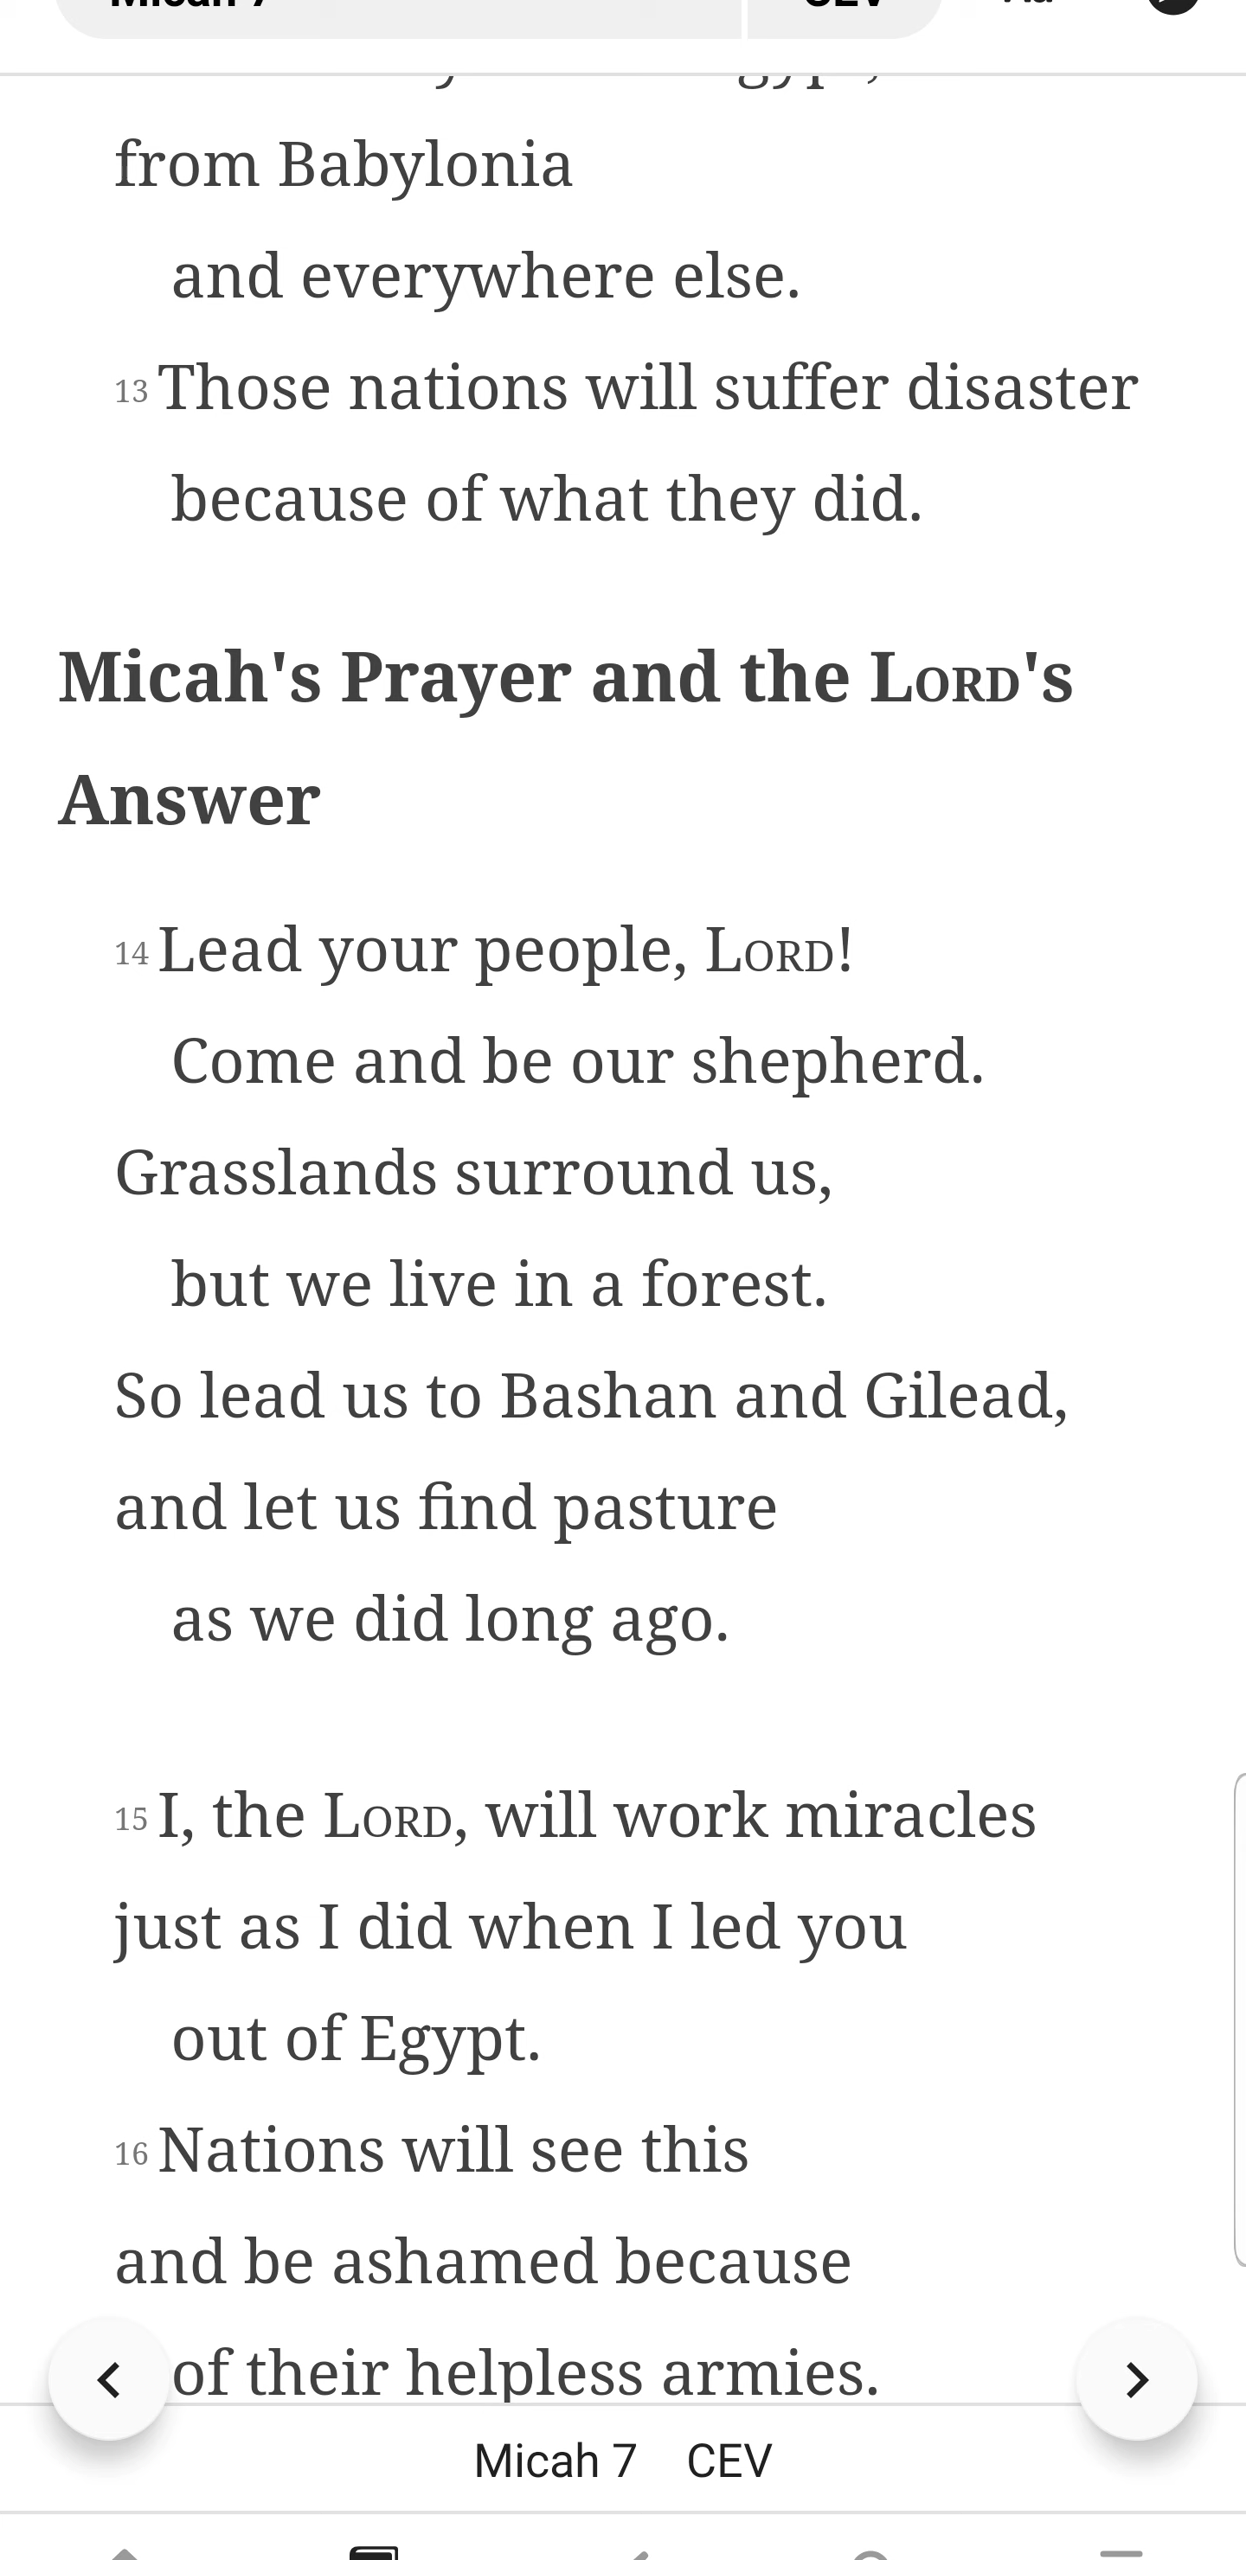 Micah 7 CEV
from Babylonia
and everywhere else.
13 Those nations will suffer disaster
because of what they did.
Micah's Prayer and the LORD's
Answer
14 Lead your people, LORD!
Come and be our shepherd.
Grasslands surround us,
but we live in a forest.
So lead us to Bashan and Gilead,
and let us find pasture
as we did long ago.
15 I, the LORD, will work miracles
just as I did when I led you
out of Egypt.
16 Nations will see this
and be ashamed because
of their helpless armies.
Micah 7 CEV